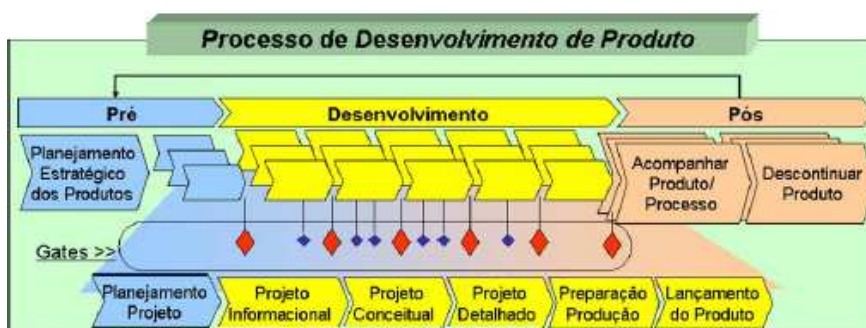 Processo de Desenvolvimento de Produto
Pré
Desenvolvimento
Pós
Planejamento
Estratégico
dos Produtos
Acompanhar
Produto/
Processo
Descontinuar
Produto
Gates >>
Planejamento
Projeto
Projeto
Informacional
Projeto
Conceitual
Projeto
Detalhado
Preparação
Produção
Lançamento
do Produto